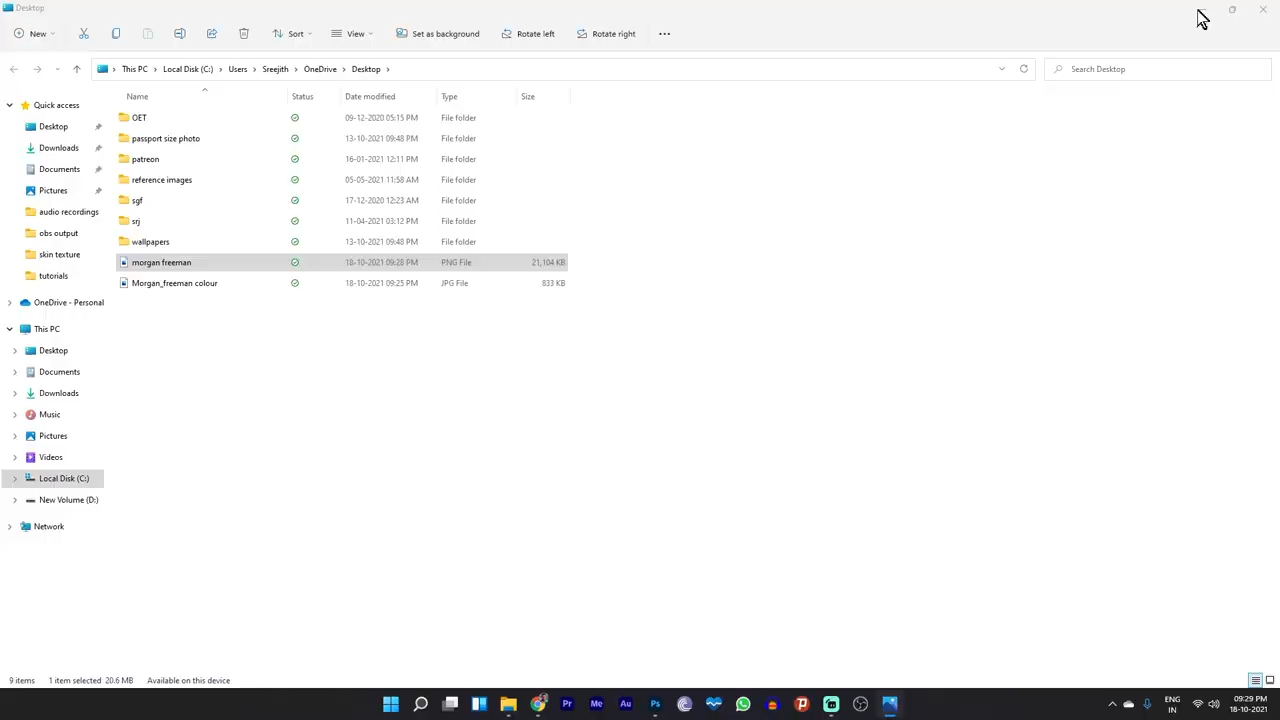 Desktop
New
Sort
View
Set as background
Rotate left
Rotate right
This PC > Local Disk (C:) > Users > Sreejith > OneDrive > Desktop >
Search Desktop
Name Status Date modified Type Size
OET 09-12-2020 05:15 PM File folder
passport size photo 13-10-2021 09:48 PM File folder
patreon 16-01-2021 12:11 PM File folder
reference images 05-05-2021 11:58 AM File folder
sgf 17-12-2020 12:23 AM File folder
srj 11-04-2021 03:12 PM File folder
wallpapers 13-10-2021 09:48 PM File folder
morgan freeman 18-10-2021 09:28 PM PNG File 21,104 KB
Morgan_freeman colour 18-10-2021 09:25 PM JPG File 833 KB
Quick access
Desktop
Downloads
Documents
Pictures
audio recordings
obs output
skin texture
tutorials
OneDrive - Personal
This PC
Desktop
Documents
Downloads
Music
Pictures
Videos
Local Disk (C:)
New Volume (D:)
Network
9 items 1 item selected 20.6 MB Available on this device
Pr
Me
Au
Ps
ENG
IN
09:29 PM
18-10-2021